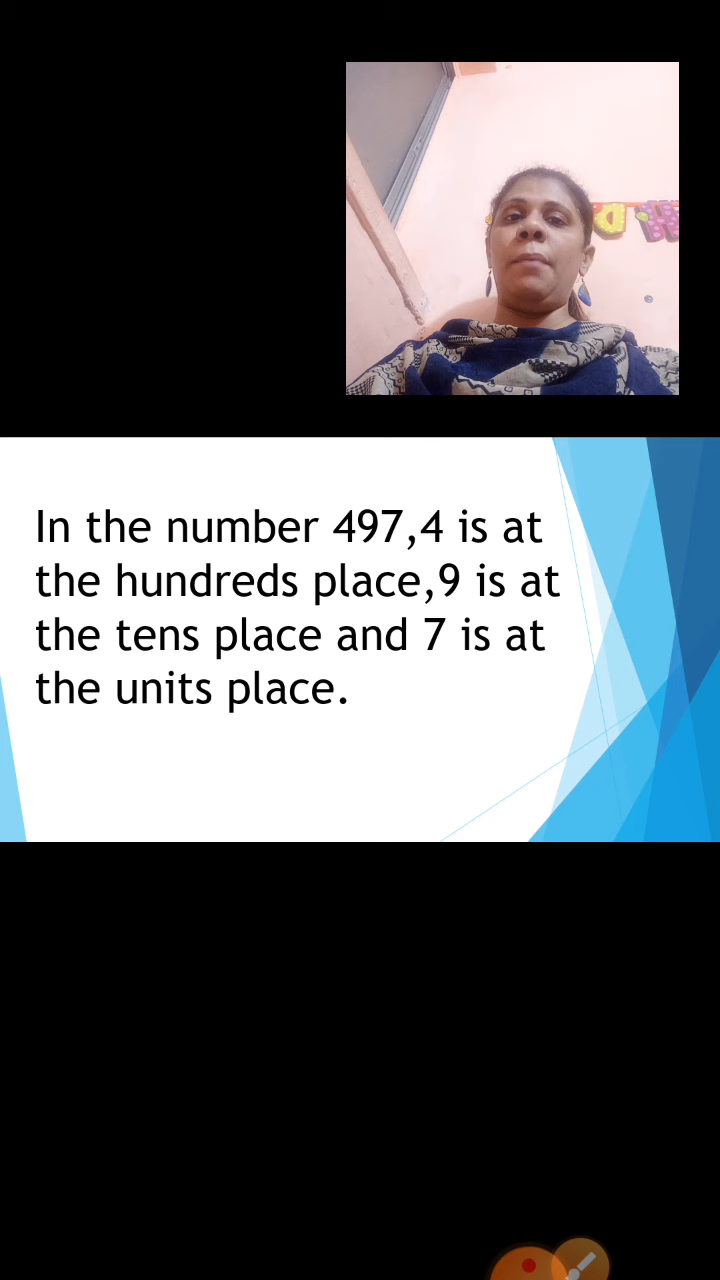 In the number 497,4 is at
the hundreds place,9 is at
the tens place and 7 is at
the units place.